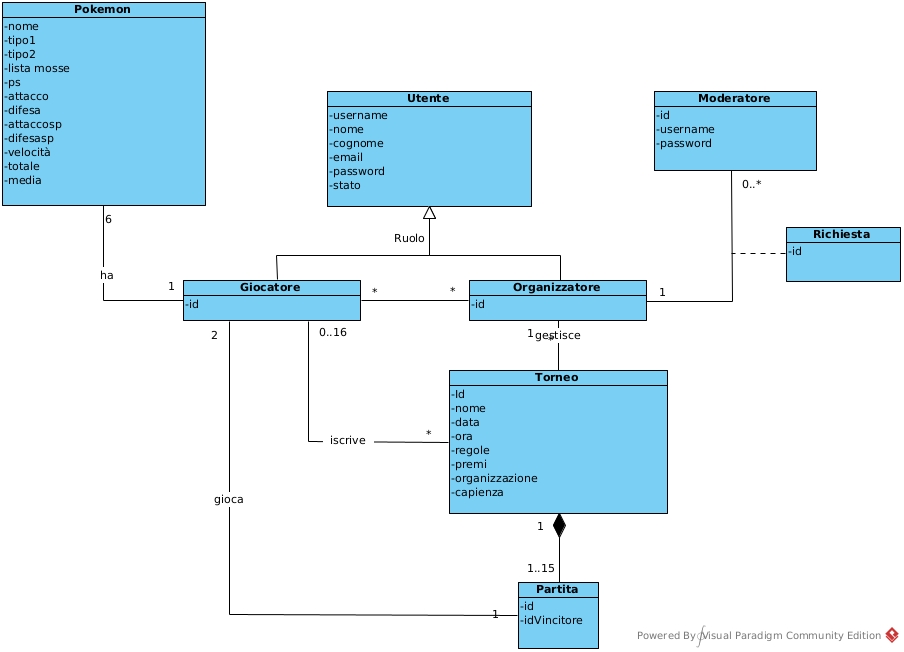 Pokemon
-nome
-tipo1
-tipo2
-lista mosse
-ps
-attacco
-difesa
-attaccosp
-difesasp
-velocità
-totale
-media
Utente
-username
-nome
-cognome
-email
-password
-stato
Moderatore
-id
-username
-password
0..*
6
Richiesta
-id
Ruolo
ha
1
Giocatore
-id
*
*
Organizzatore
-id
1
2
0..16
1
gestisce
*
Torneo
-Id
-nome
-data
-ora
-regole
-premi
-organizzazione
-capienza
*
iscrive
gioca
1
1..15
Partita
-id
-idVincitore
1
Powered By Visual Paradigm Community Edition